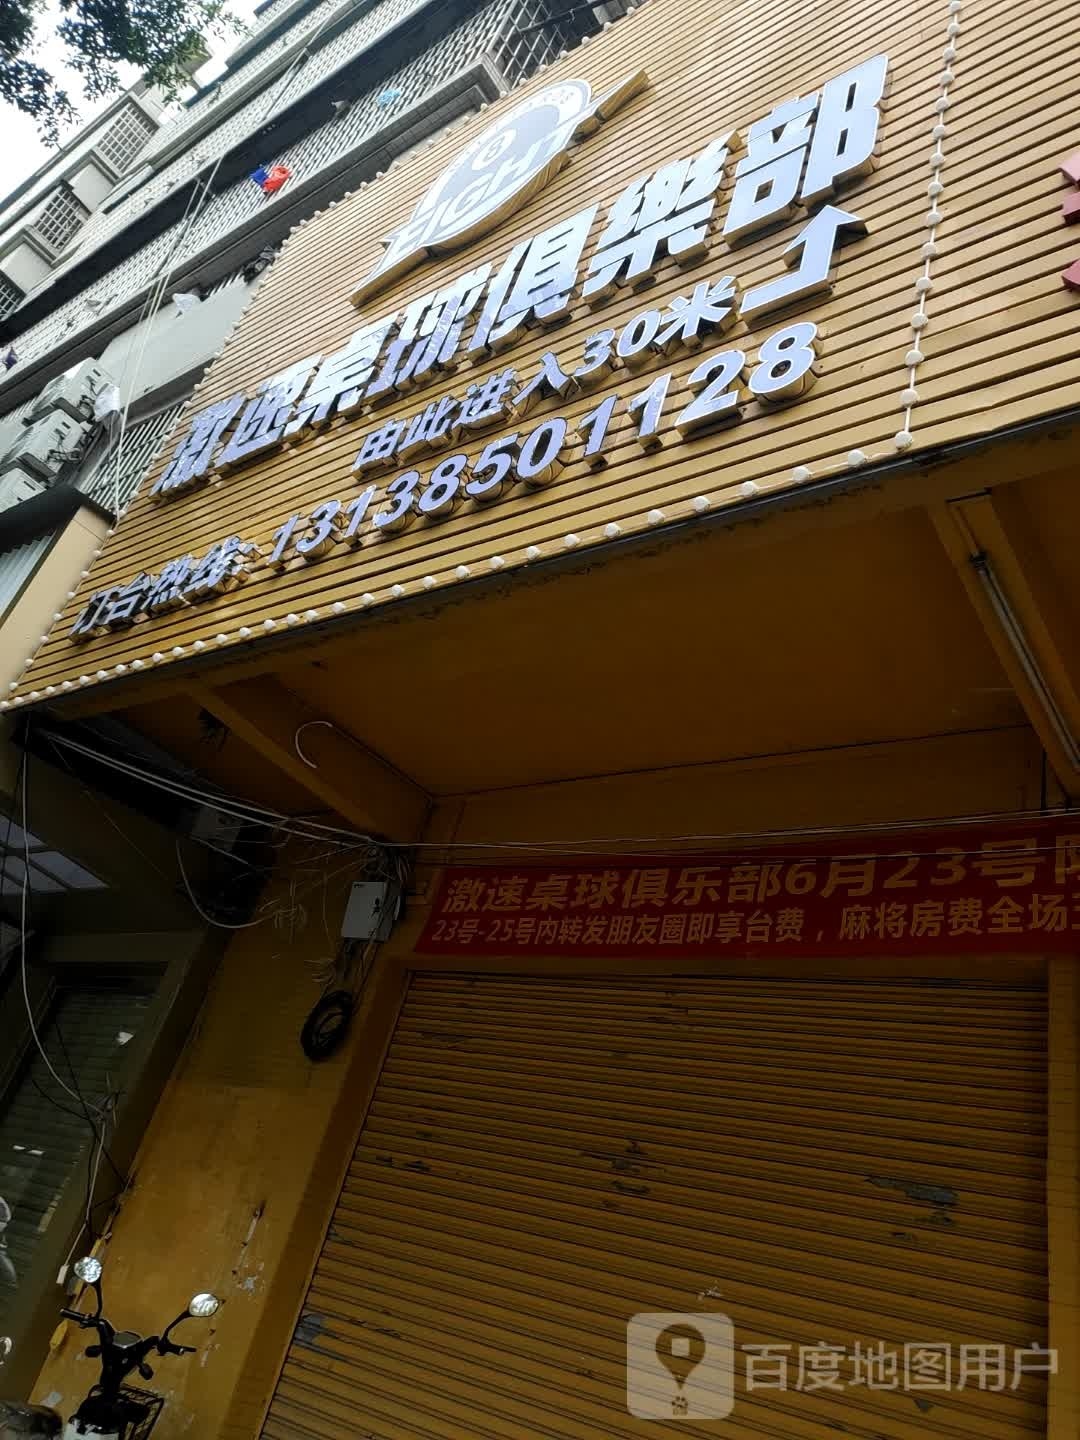 8
EIGHT
激速桌球俱樂部
由此进入30米
订台热线:13138501128
激速桌球俱乐部6月23号
23号-25号内转发朋友圈即享台费，麻将房费全场
百度地图用户